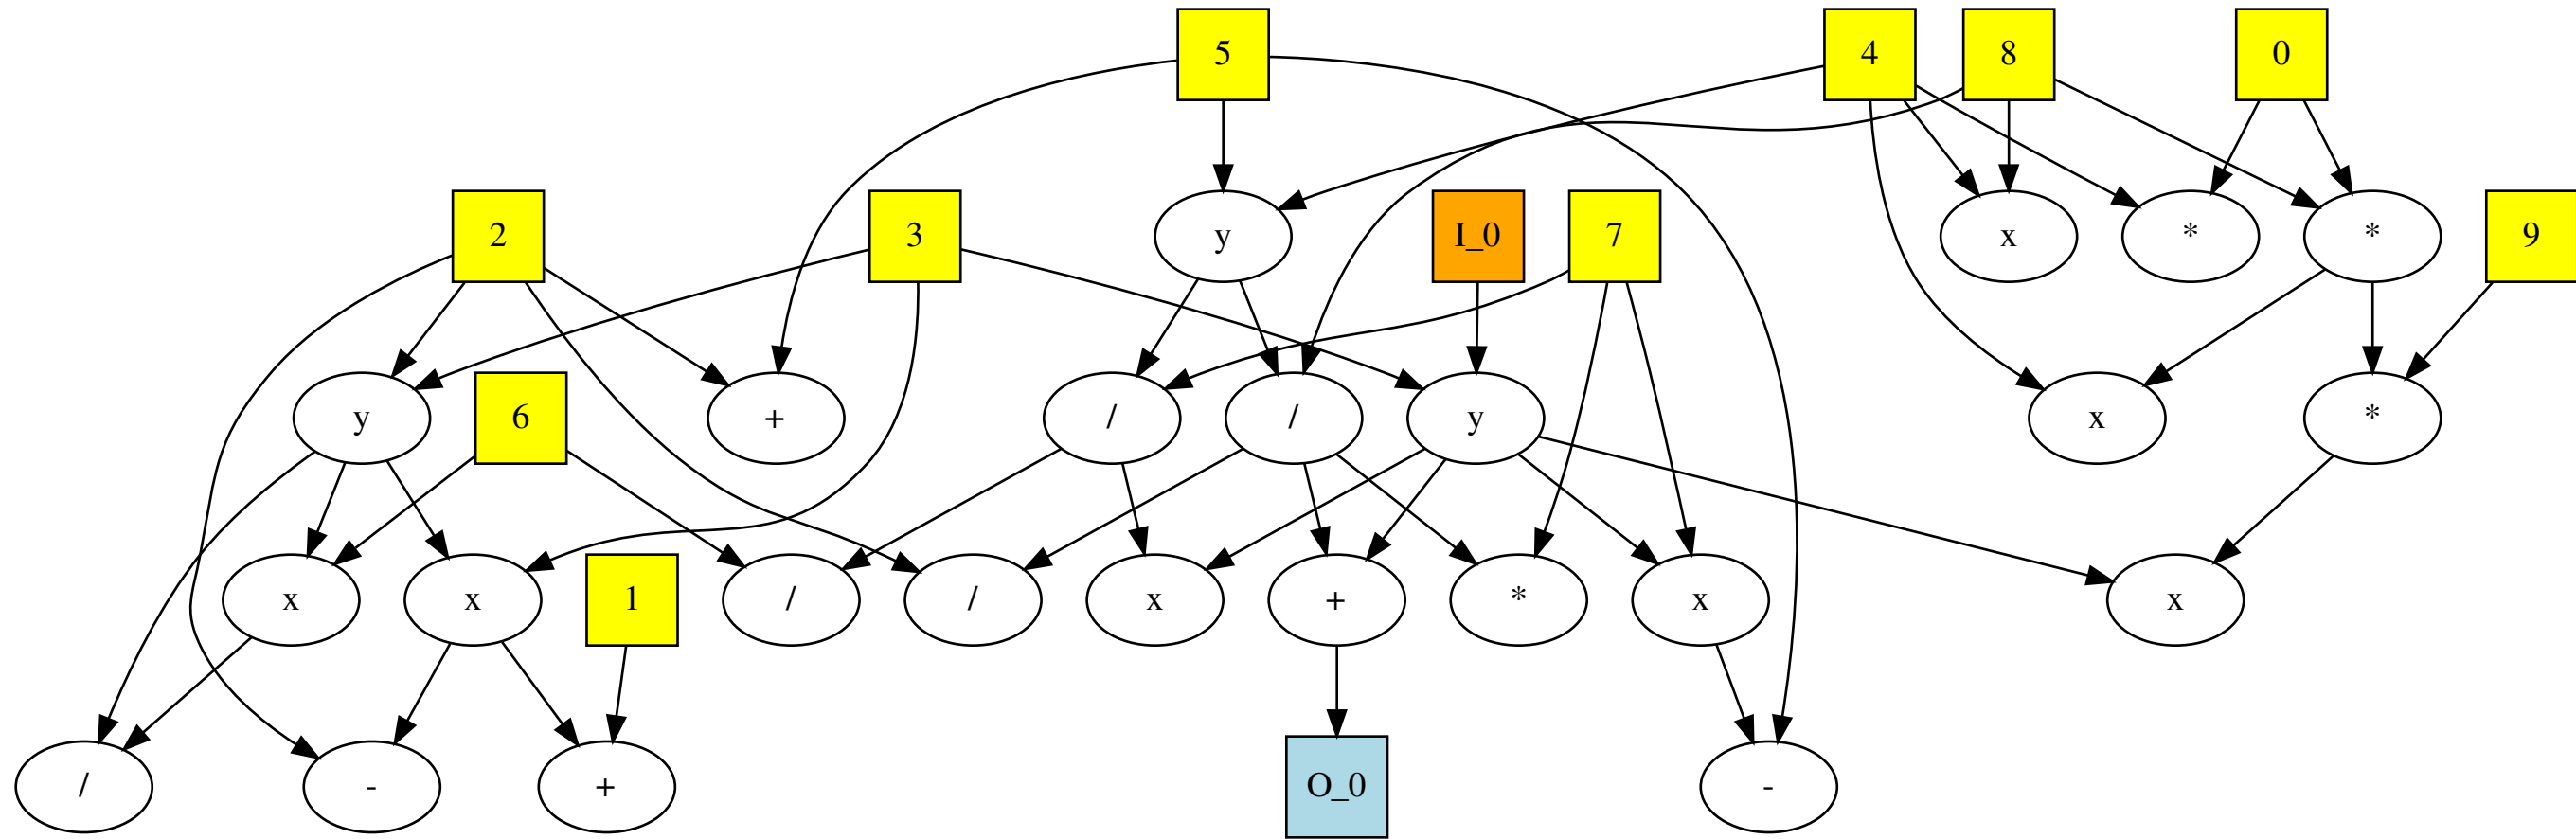 5 4 8 0
2 3 y I_0 7 x * * 9
y 6 + / / y x *
x x 1 / / x + * x x
/ - + O_0 -